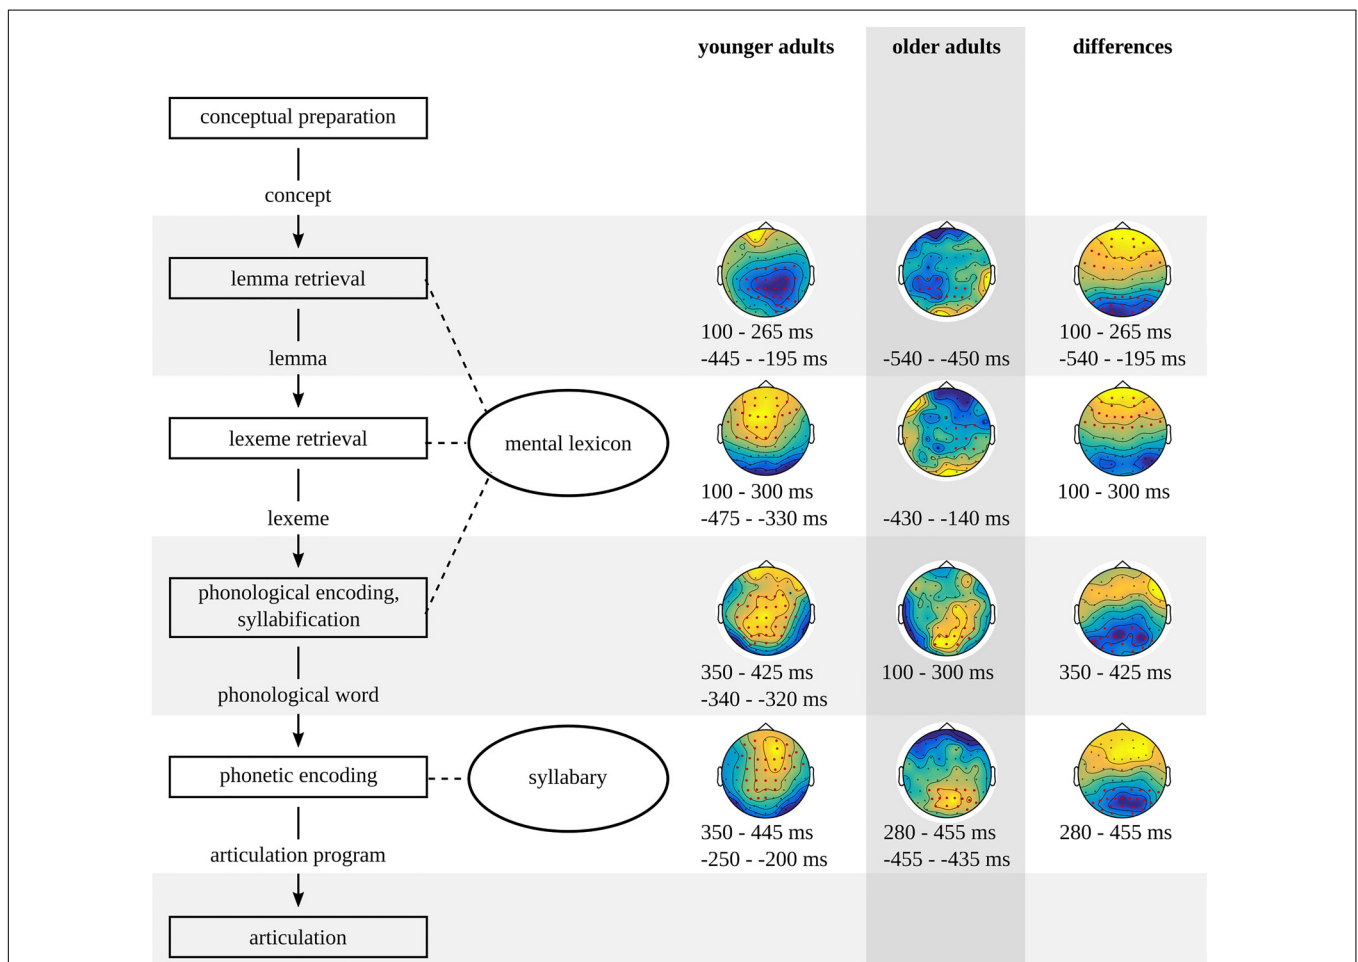 younger adults
older adults
differences
conceptual preparation
concept
lemma retrieval
100 - 265 ms
100 - 265 ms
lemma
-445 - -195 ms
-540 - -450 ms
-540 - -195 ms
lexeme retrieval
mental lexicon
100 - 300 ms
100 - 300 ms
lexeme
-475 - -330 ms
-430 - -140 ms
phonological encoding,
syllabification
350 - 425 ms
100 - 300 ms
350 - 425 ms
phonological word
-340 - -320 ms
phonetic encoding
syllabary
350 - 445 ms
280 - 455 ms
280 - 455 ms
articulation program
-250 - -200 ms
-455 - -435 ms
articulation